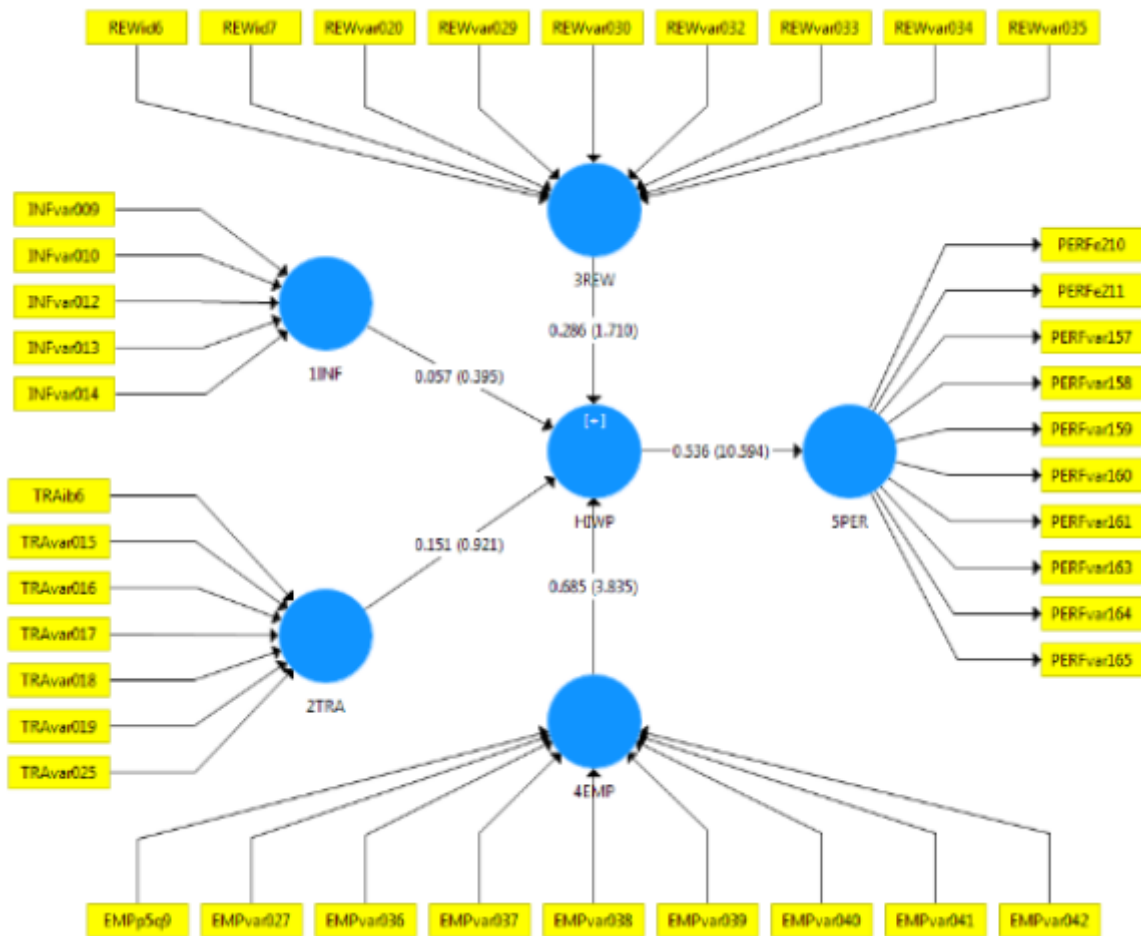 REWid6
REWid7
REWvar020
REWvar029
REWvar030
REWvar032
REWvar033
REWvar034
REWvar035
3REW
0.286 (1.710)
INFvar009
INFvar010
INFvar012
INFvar013
INFvar014
1INF
0.057 (0.395)
[+]
HIWP
0.536 (10.594)
5PER
PERFe210
PERFe211
PERFvar157
PERFvar158
PERFvar159
PERFvar160
PERFvar161
PERFvar163
PERFvar164
PERFvar165
TRAib6
TRAvar015
TRAvar016
TRAvar017
TRAvar018
TRAvar019
TRAvar025
2TRA
0.151 (0.921)
0.685 (3.835)
4EMP
EMPp5q9
EMPvar027
EMPvar036
EMPvar037
EMPvar038
EMPvar039
EMPvar040
EMPvar041
EMPvar042